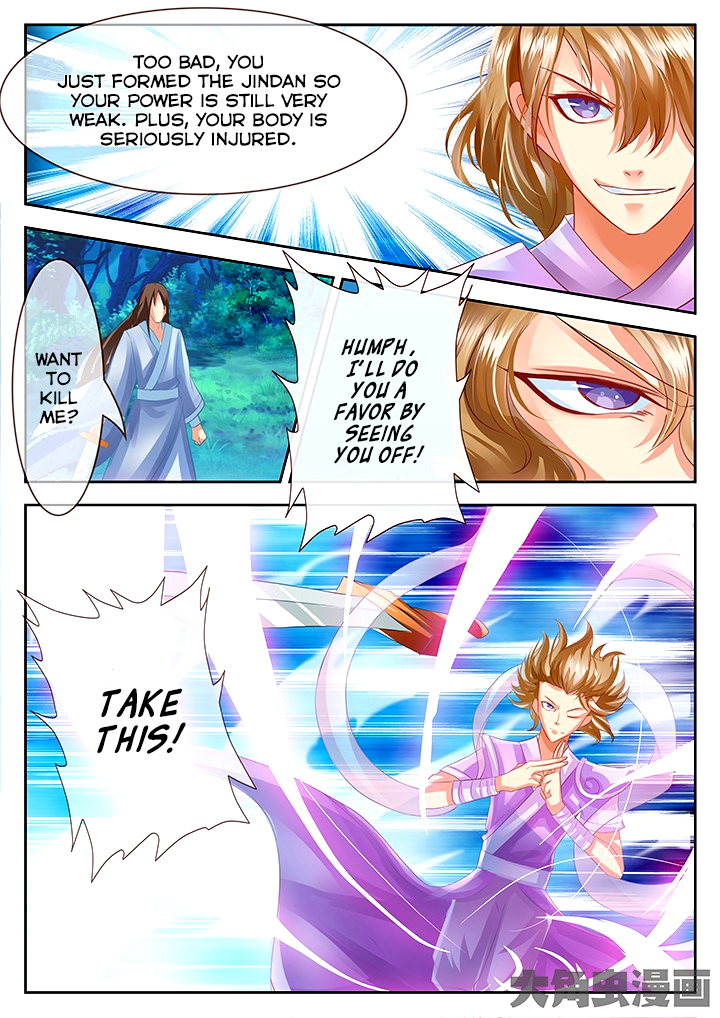 TOO BAD, YOU
JUST FORMED THE JINDAN SO
YOUR POWER IS STILL VERY
WEAK. PLUS, YOUR BODY IS
SERIOUSLY INJURED.
WANT
TO
KILL
ME?
HUMPH,
I'LL DO
YOU A
FAVOR BY
SEEING
YOU OFF!
TAKE
THIS!
大角虫漫画